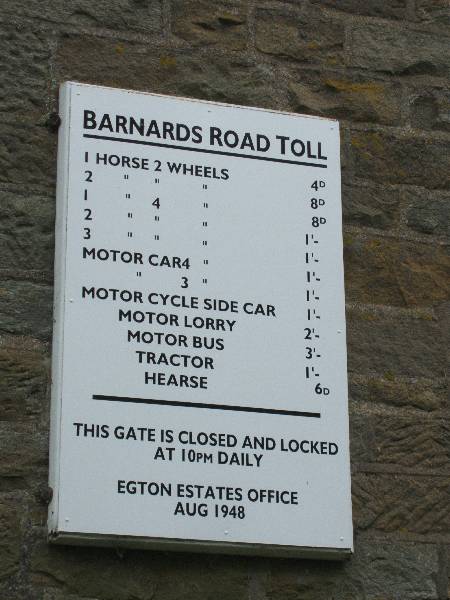 BARNARDS ROAD TOLL
1 HORSE 2 WHEELS 4D
2 " " " 8D
1 " 4 " 8D
2 " " " 1'-
3 " " " 1'-
MOTOR CAR 4 " 1'-
" 3 " 1'-
MOTOR CYCLE SIDE CAR 1'-
MOTOR LORRY 2'-
MOTOR BUS 3'-
TRACTOR 1'-
HEARSE 6D
THIS GATE IS CLOSED AND LOCKED
AT 10PM DAILY
EGTON ESTATES OFFICE
AUG 1948